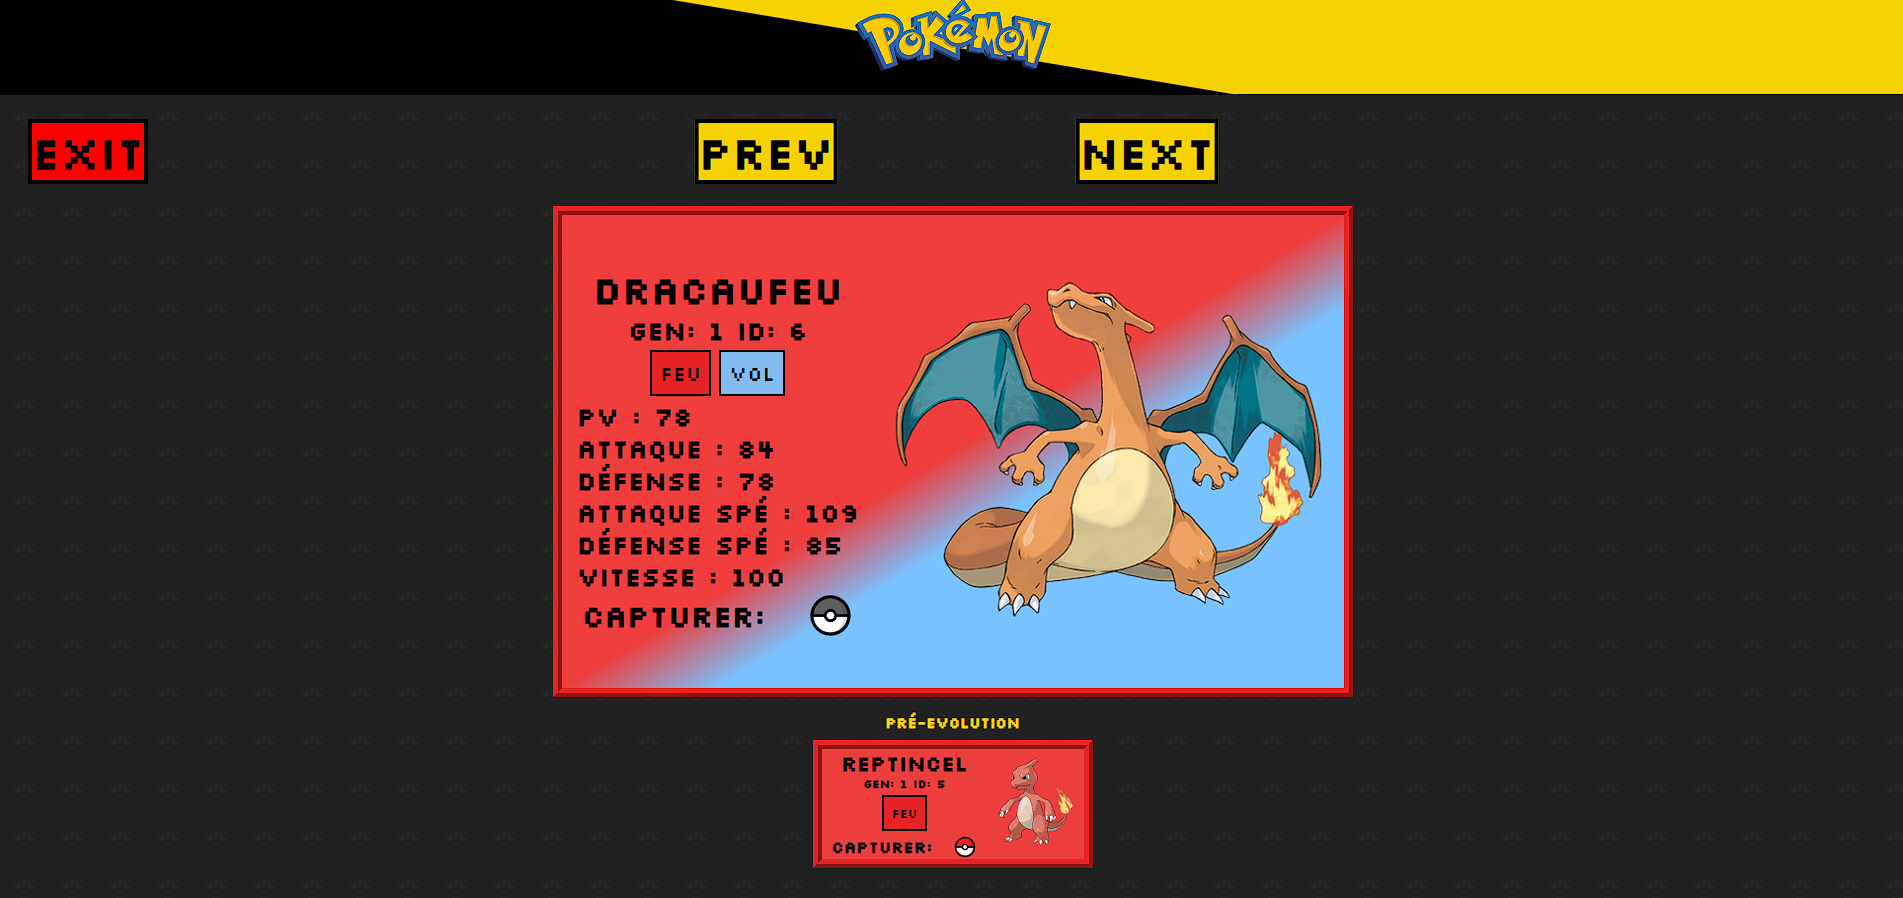 POKéMON
EXIT
PREV
NEXT
DRACAUFEU
GEN: 1 ID: 6
FEU VOL
PV : 78
ATTAQUE : 84
DÉFENSE : 78
ATTAQUE SPÉ : 109
DÉFENSE SPÉ : 85
VITESSE : 100
CAPTURER:
PRÉ-EVOLUTION
REPTINCEL
GEN: 1 ID: 5
FEU
CAPTURER: